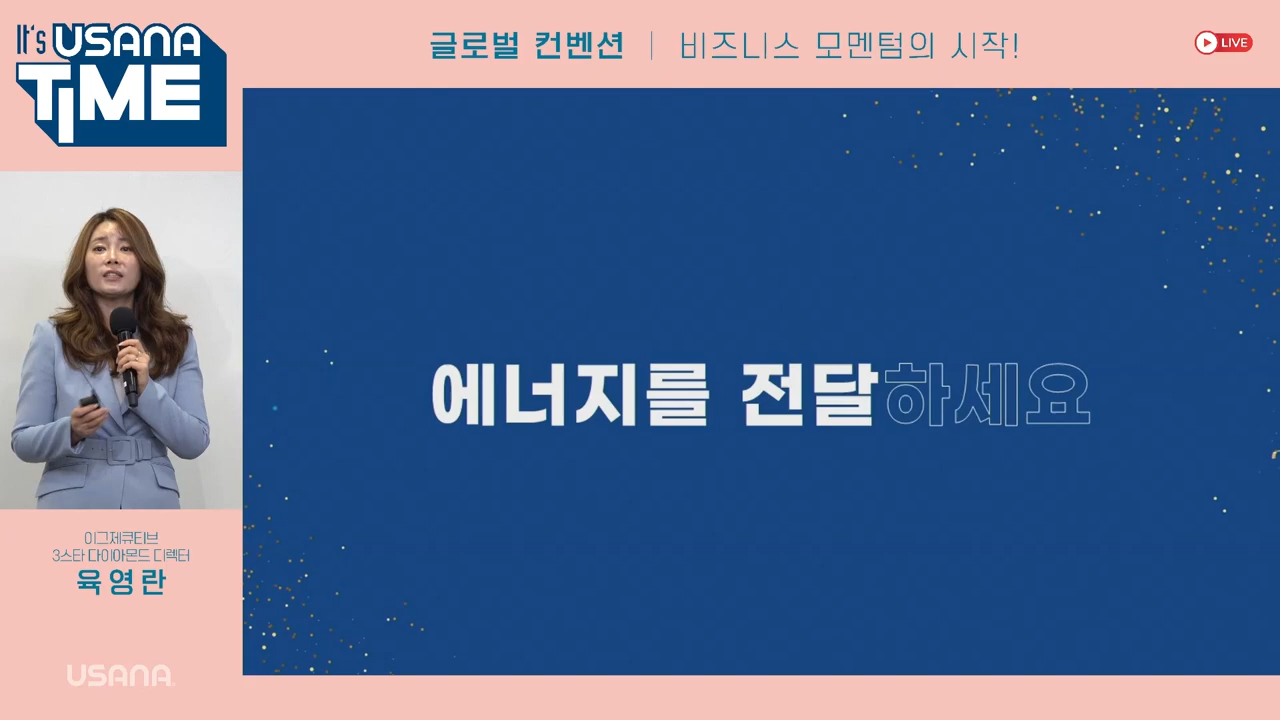 It's USANA
TIME
글로벌 컨벤션 | 비즈니스 모멘텀의 시작!
LIVE
에너지를 전달하세요
이그제큐티브
3스타 다이아몬드 디렉터
육영란
USANA